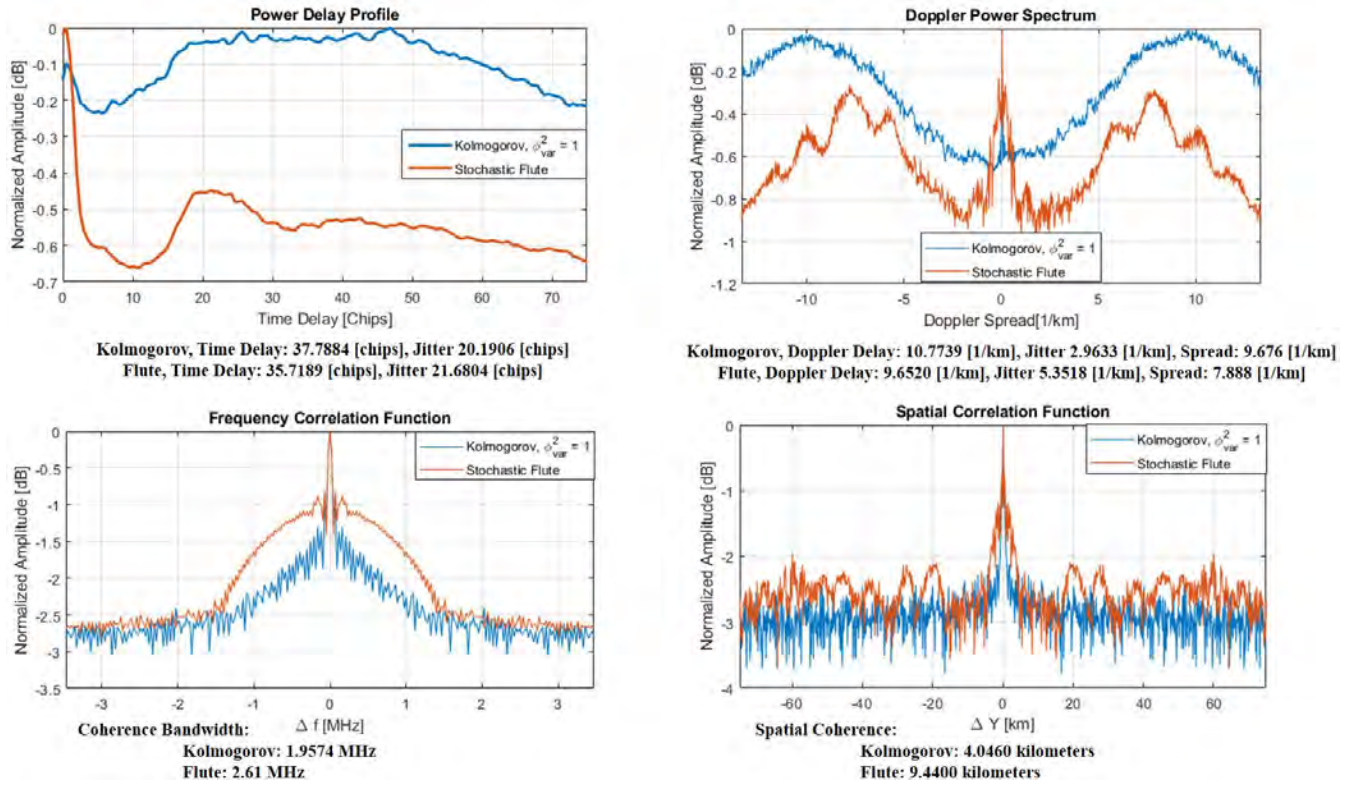 Power Delay Profile
Normalized Amplitude [dB]
0
-0.1
-0.2
-0.3
-0.4
-0.5
-0.6
-0.7
Kolmogorov, ϕ²var = 1
Stochastic Flute
0 10 20 30 40 50 60 70
Time Delay [Chips]
Kolmogorov, Time Delay: 37.7884 [chips], Jitter 20.1906 [chips]
Flute, Time Delay: 35.7189 [chips], Jitter 21.6804 [chips]
Doppler Power Spectrum
Normalized Amplitude [dB]
0
-0.2
-0.4
-0.6
-0.8
-1
-1.2
Kolmogorov, ϕ²var = 1
Stochastic Flute
-10 -5 0 5 10
Doppler Spread[1/km]
Kolmogorov, Doppler Delay: 10.7739 [1/km], Jitter 2.9633 [1/km], Spread: 9.676 [1/km]
Flute, Doppler Delay: 9.6520 [1/km], Jitter 5.3518 [1/km], Spread: 7.888 [1/km]
Frequency Correlation Function
Normalized Amplitude [dB]
0
-0.5
-1
-1.5
-2
-2.5
-3
-3.5
Kolmogorov, ϕ²var = 1
Stochastic Flute
-3 -2 -1 0 1 2 3
Δ f [MHz]
Coherence Bandwidth:
Kolmogorov: 1.9574 MHz
Flute: 2.61 MHz
Spatial Correlation Function
Normalized Amplitude [dB]
0
-1
-2
-3
-4
Kolmogorov, ϕ²var = 1
Stochastic Flute
-60 -40 -20 0 20 40 60
Δ Y [km]
Spatial Coherence:
Kolmogorov: 4.0460 kilometers
Flute: 9.4400 kilometers